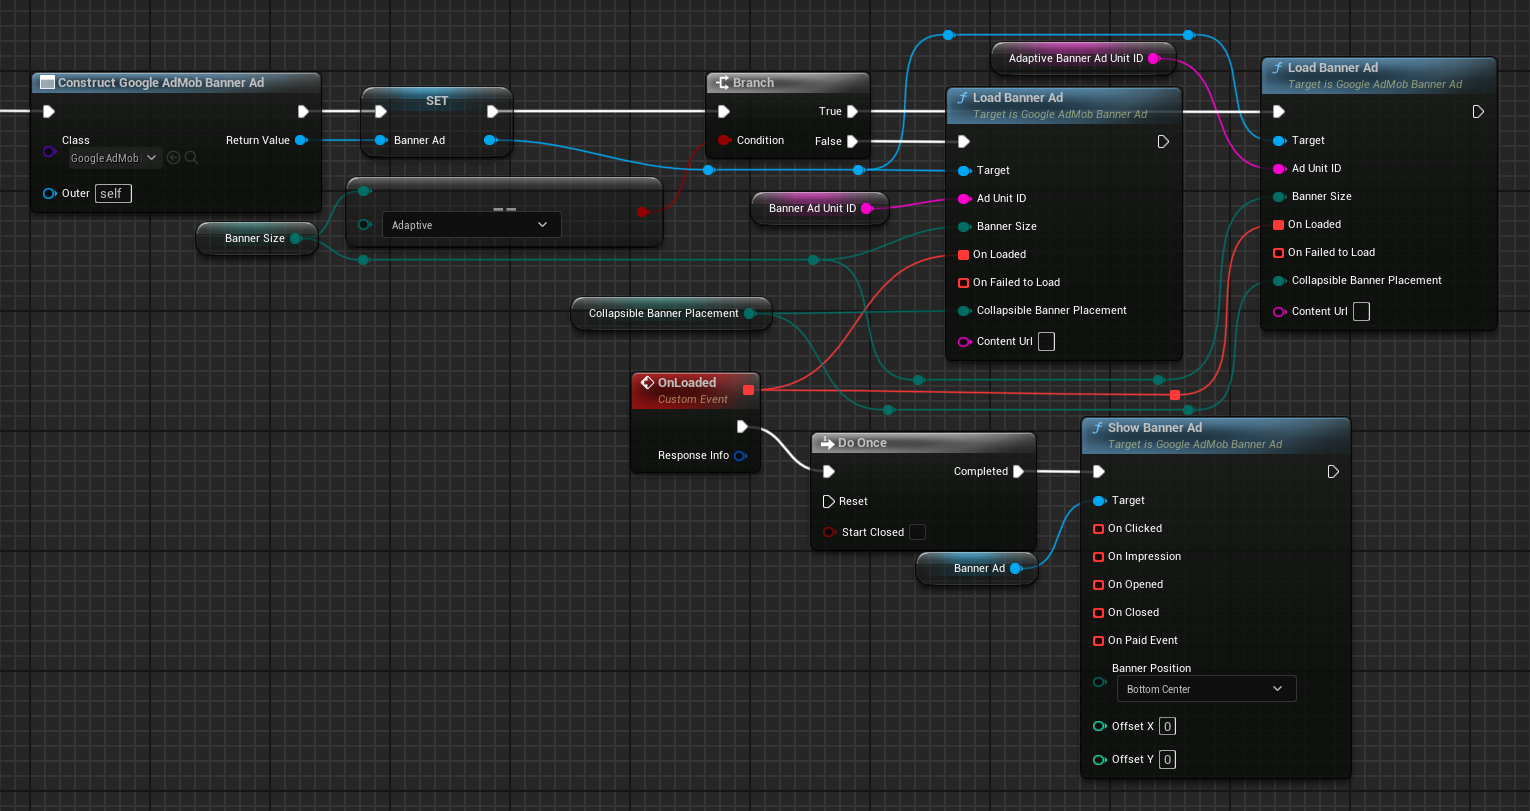 Construct Google AdMob Banner Ad
Class
GoogleAdMob
Return Value
Outer
self
SET
Banner Ad
Banner Size
==
Adaptive
Branch
True
Condition
False
Banner Ad Unit ID
Adaptive Banner Ad Unit ID
Load Banner Ad
Target is Google AdMob Banner Ad
Target
Ad Unit ID
Banner Size
On Loaded
On Failed to Load
Collapsible Banner Placement
Content Url
Load Banner Ad
Target is Google AdMob Banner Ad
Target
Ad Unit ID
Banner Size
On Loaded
On Failed to Load
Collapsible Banner Placement
Content Url
Collapsible Banner Placement
OnLoaded
Custom Event
Response Info
Do Once
Completed
Reset
Start Closed
Banner Ad
Show Banner Ad
Target is Google AdMob Banner Ad
Target
On Clicked
On Impression
On Opened
On Closed
On Paid Event
Banner Position
Bottom Center
Offset X 0
Offset Y 0